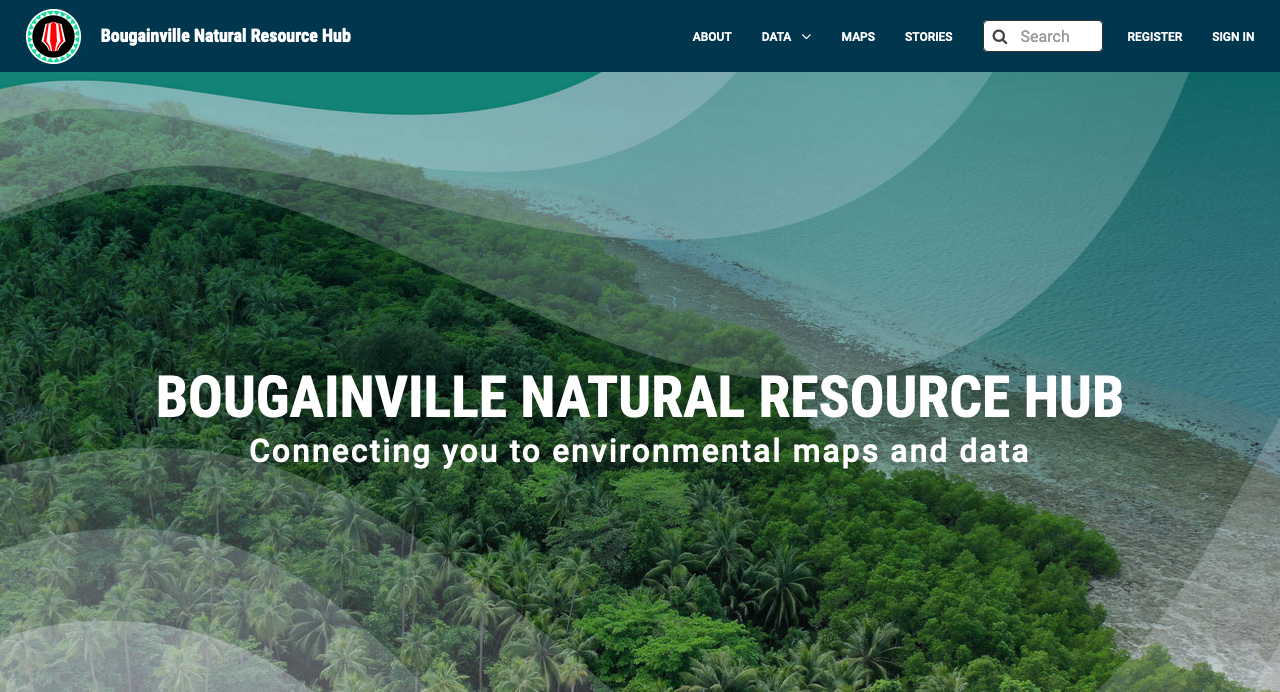 Bougainville Natural Resource Hub
ABOUT
DATA
MAPS
STORIES
Search
REGISTER
SIGN IN
BOUGAINVILLE NATURAL RESOURCE HUB
Connecting you to environmental maps and data